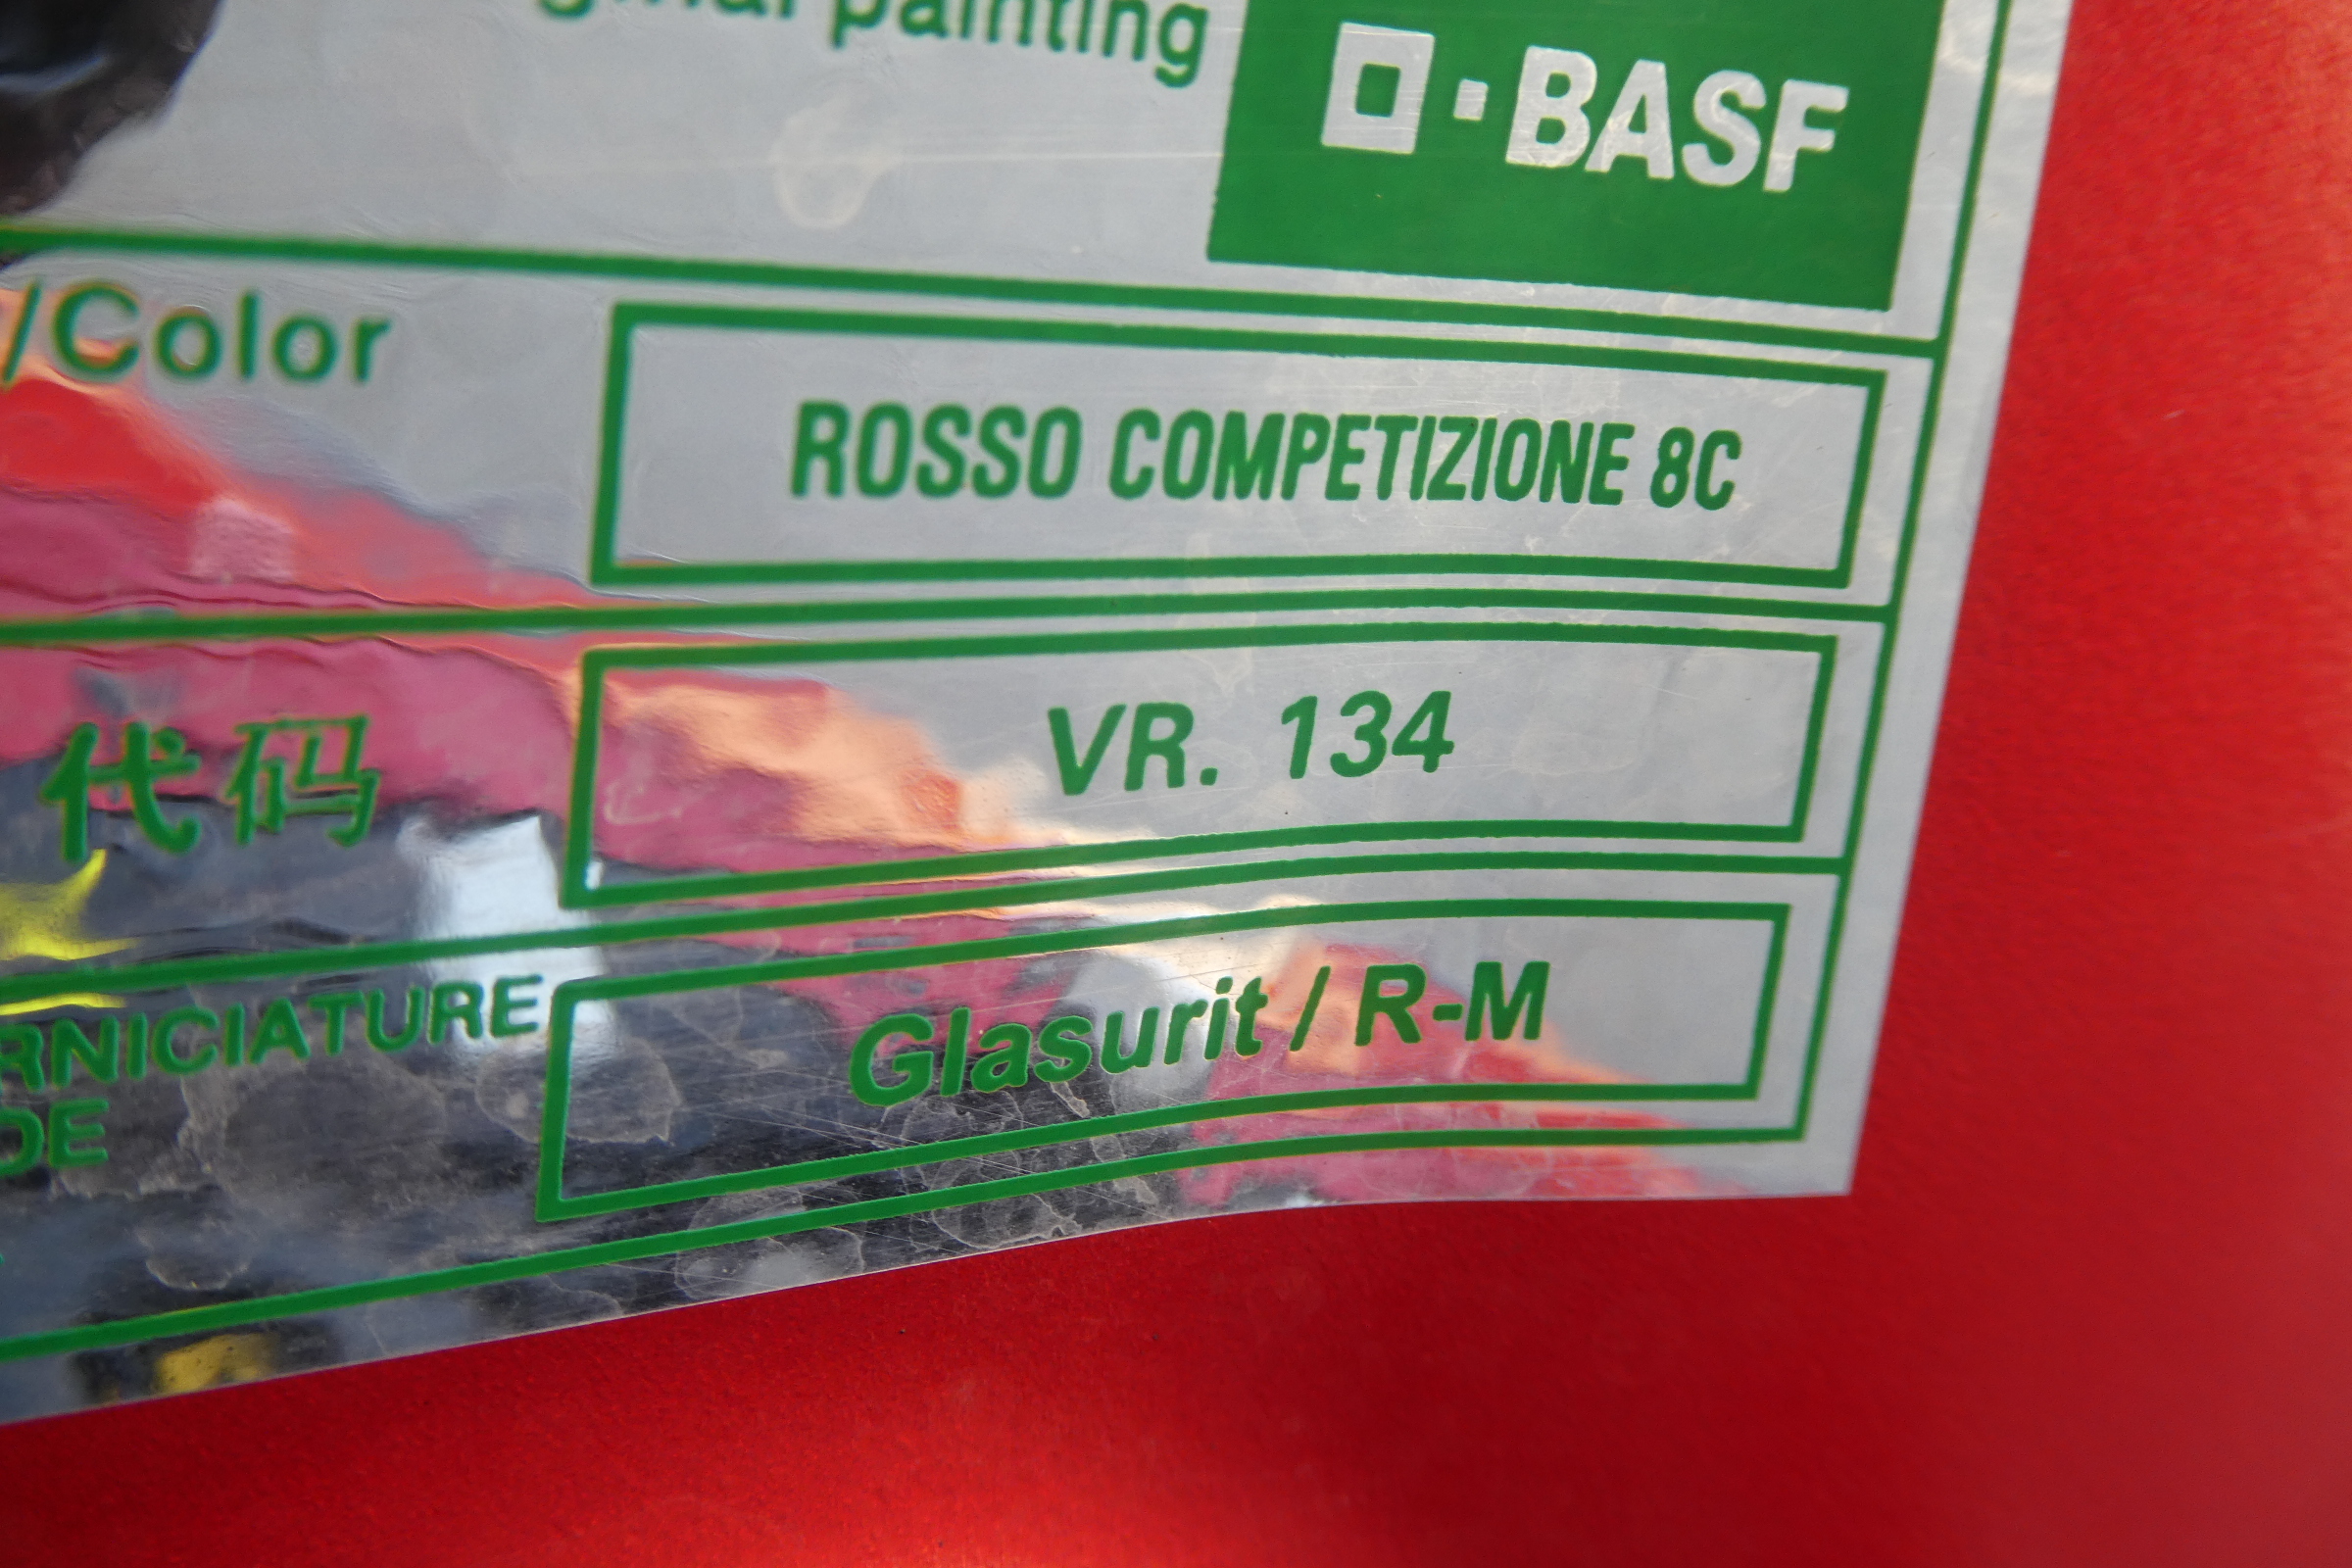 painting
BASF
/Color
ROSSO COMPETIZIONE 8C
代码
VR. 134
RNICIATURE
DE
Glasurit / R-M